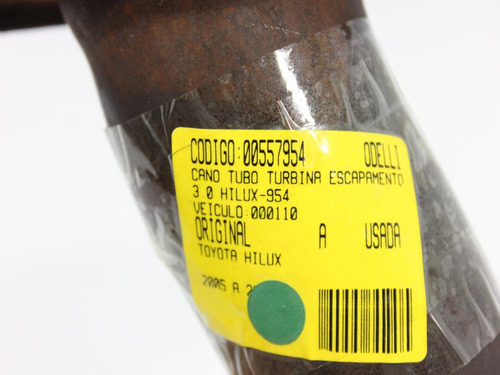 CODIGO:00557954 ODELLI
CANO TUBO TURBINA ESCAPAMENTO
3 0 HILUX-954
VEICULO:000110
ORIGINAL A USADA
TOYOTA HILUX
2005 A